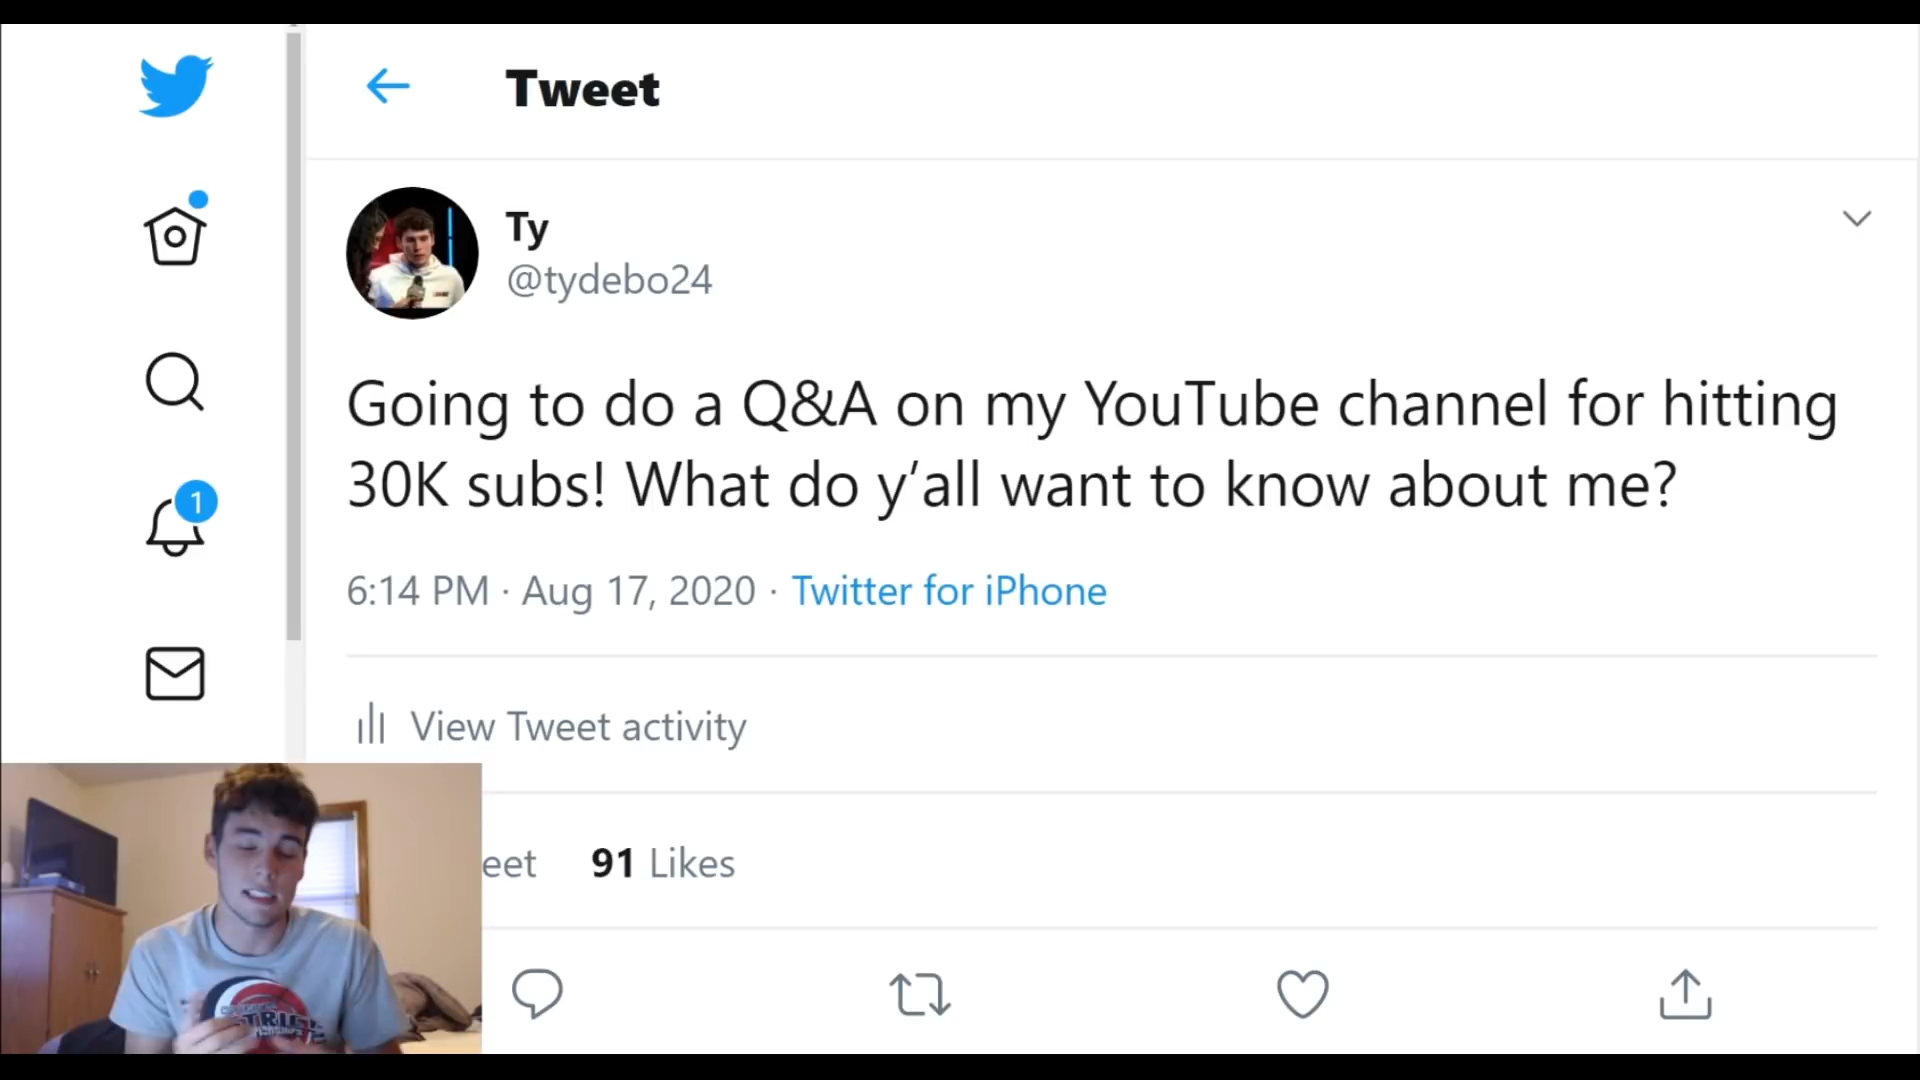 Tweet
Ty
@tydebo24
Going to do a Q&A on my YouTube channel for hitting
30K subs! What do y’all want to know about me?
6:14 PM · Aug 17, 2020 · Twitter for iPhone
1
View Tweet activity
eet 91 Likes